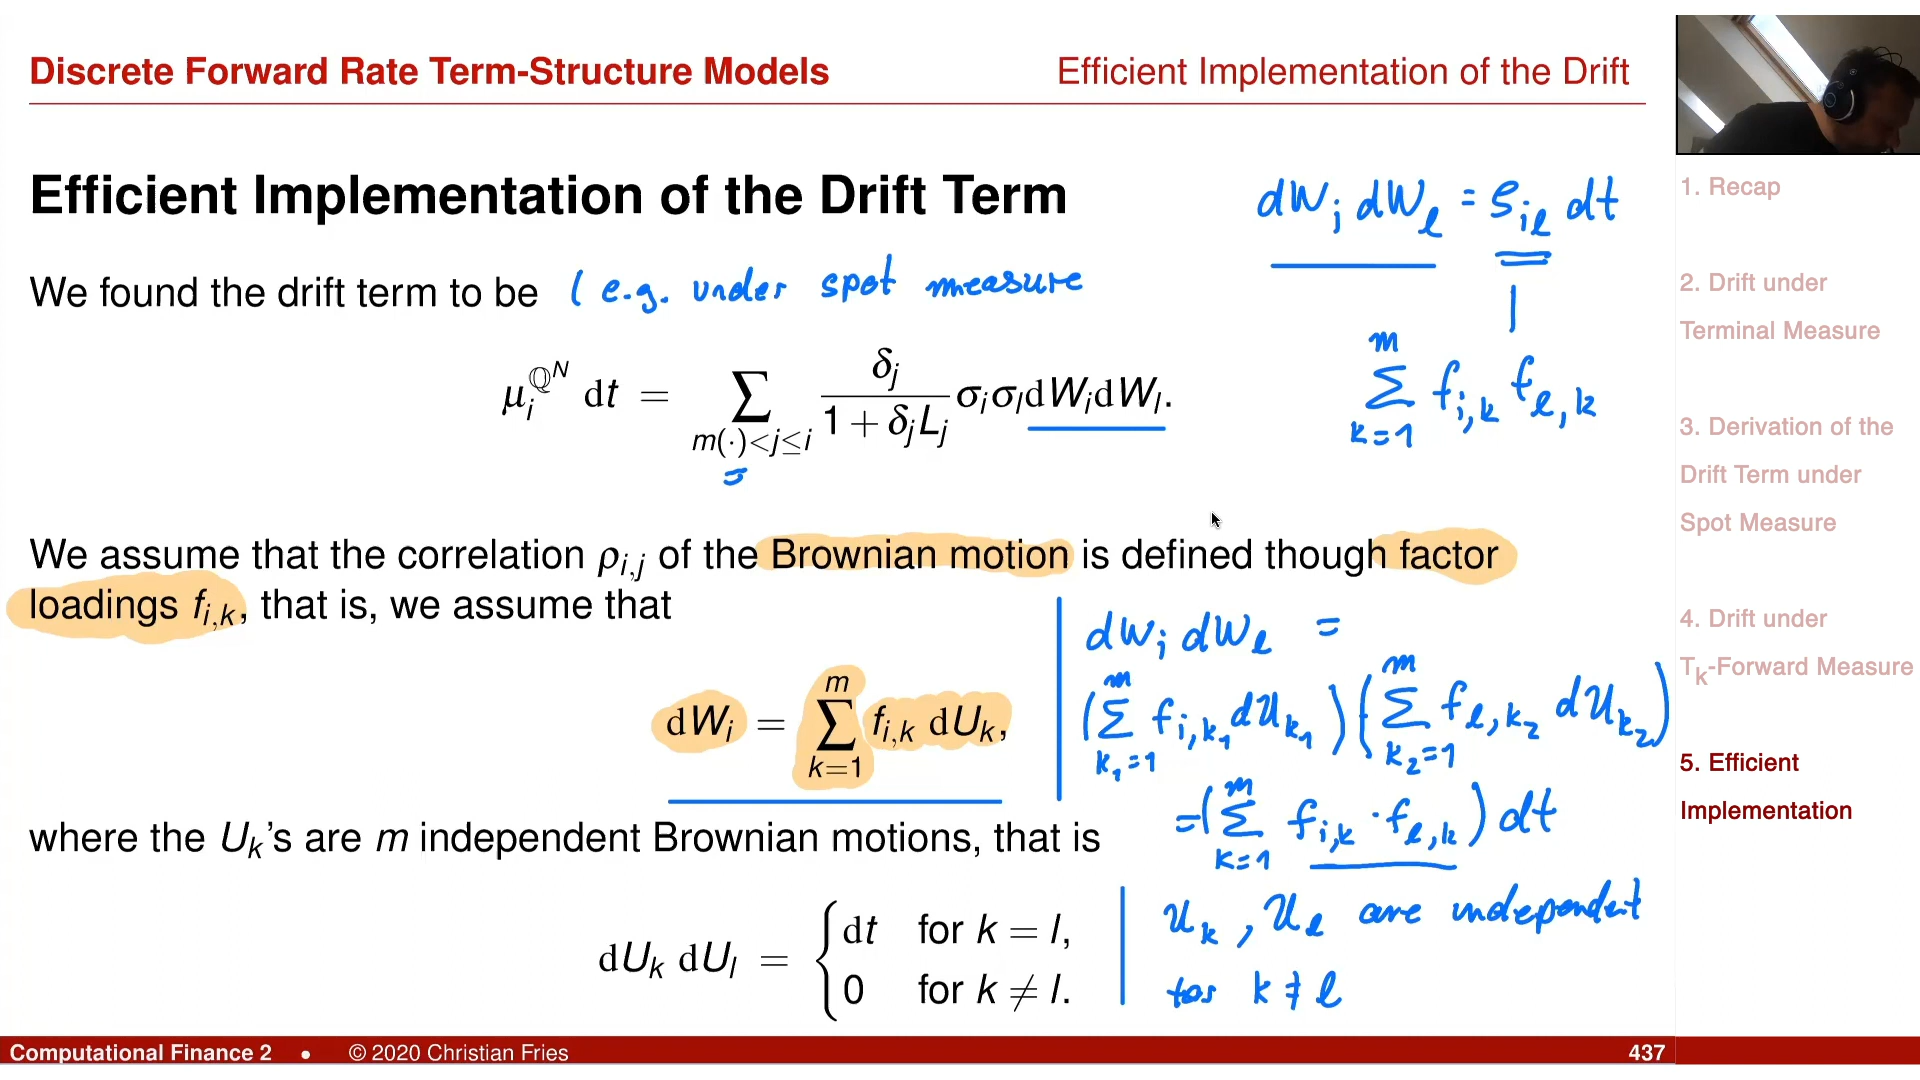 Discrete Forward Rate Term-Structure Models
Efficient Implementation of the Drift
Efficient Implementation of the Drift Term
dW_i dW_l = ρ_{il} dt
We found the drift term to be ( e.g. under spot measure
∑_{k=1}^{m} f_{i,k} f_{l,k}
μ_i^{ℚ^N} dt = ∑_{m(·)<j≤i} δ_j / (1 + δ_j L_j) σ_i σ_l dW_i dW_l.
We assume that the correlation ρ_{i,j} of the Brownian motion is defined though factor
loadings f_{i,k}, that is, we assume that
dW_i = ∑_{k=1}^{m} f_{i,k} dU_k,
dW_i dW_l =
(∑_{k_1=1}^{m} f_{i,k_1} dU_{k_1}) (∑_{k_2=1}^{m} f_{l,k_2} dU_{k_2})
=(∑_{k=1}^{m} f_{i,k} · f_{l,k}) dt
where the U_k's are m independent Brownian motions, that is
dU_k dU_l = { dt for k = l,
0 for k ≠ l.
U_k, U_l are independent
for k ≠ l
1. Recap
2. Drift under
Terminal Measure
3. Derivation of the
Drift Term under
Spot Measure
4. Drift under
T_k-Forward Measure
5. Efficient
Implementation
Computational Finance 2 • © 2020 Christian Fries
437